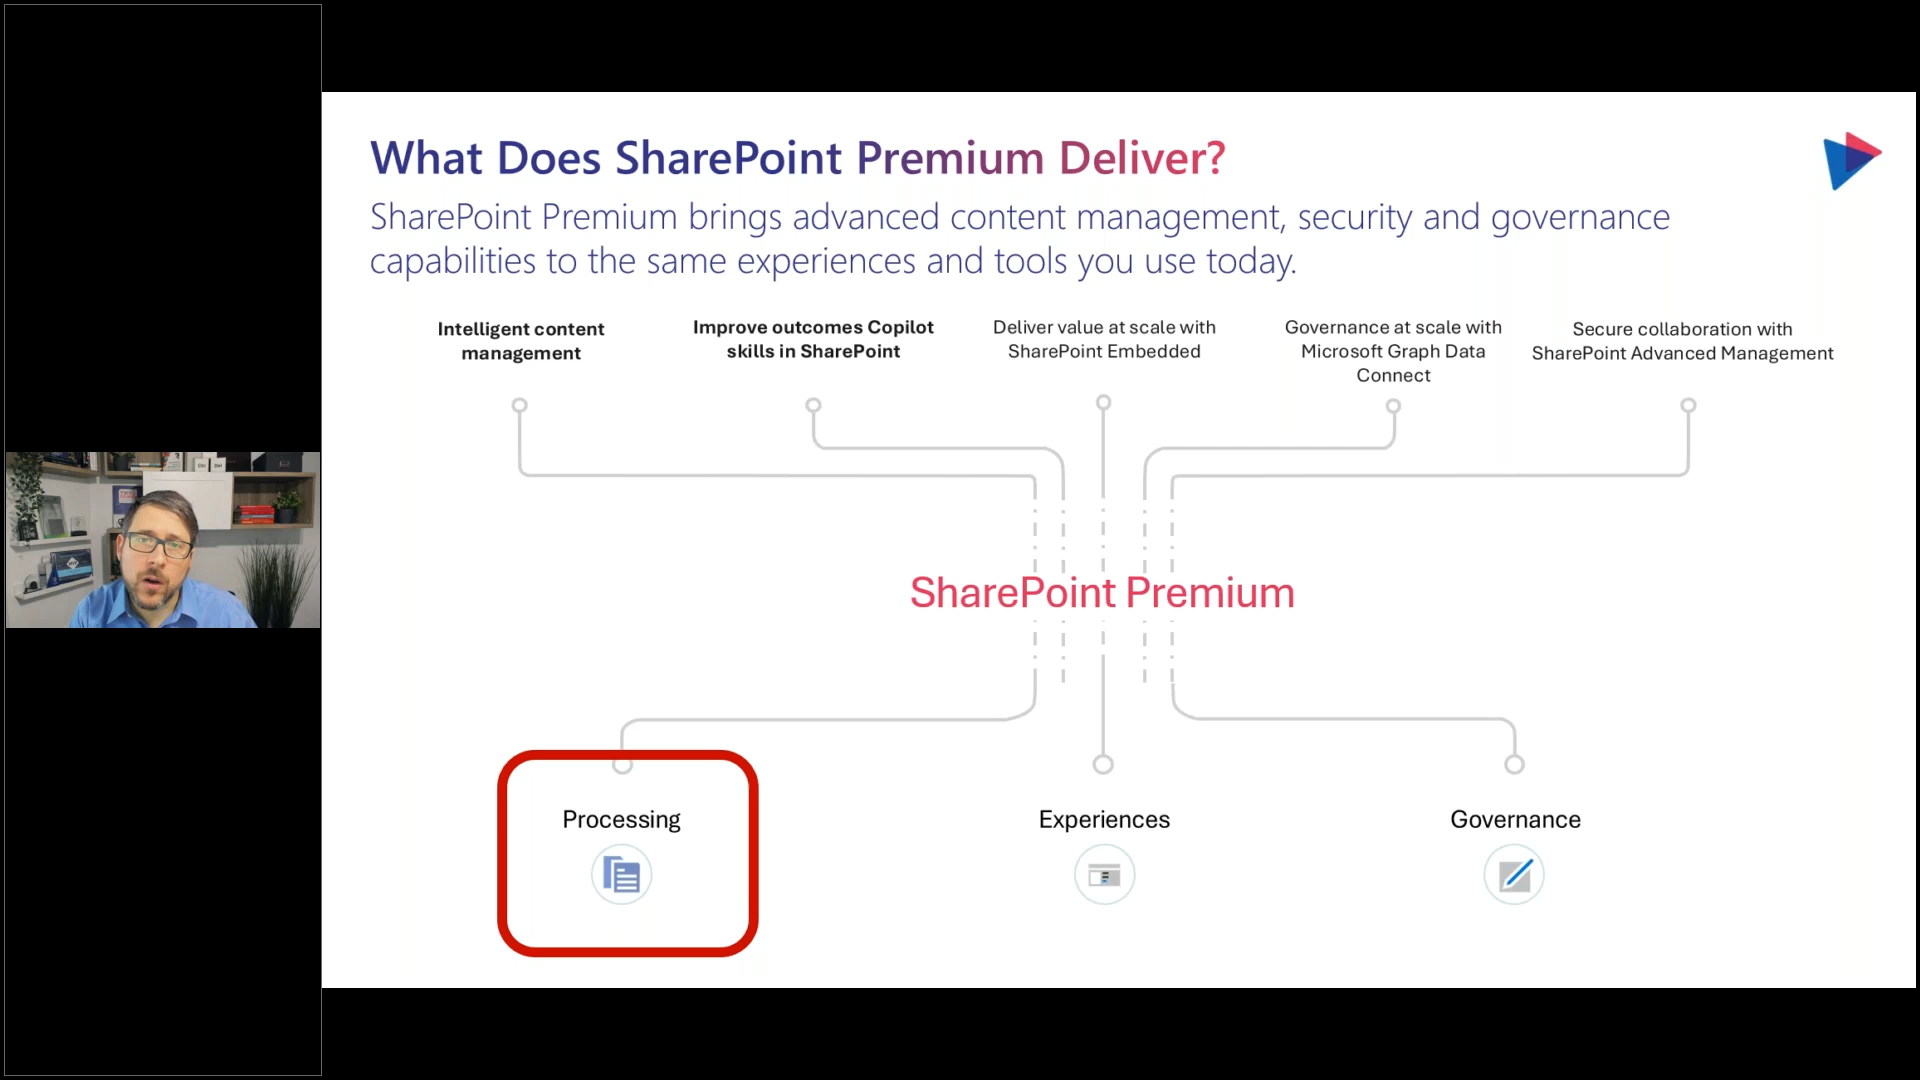 What Does SharePoint Premium Deliver?
SharePoint Premium brings advanced content management, security and governance
capabilities to the same experiences and tools you use today.
Intelligent content
management
Improve outcomes Copilot
skills in SharePoint
Deliver value at scale with
SharePoint Embedded
Governance at scale with
Microsoft Graph Data
Connect
Secure collaboration with
SharePoint Advanced Management
SharePoint Premium
Processing
Experiences
Governance